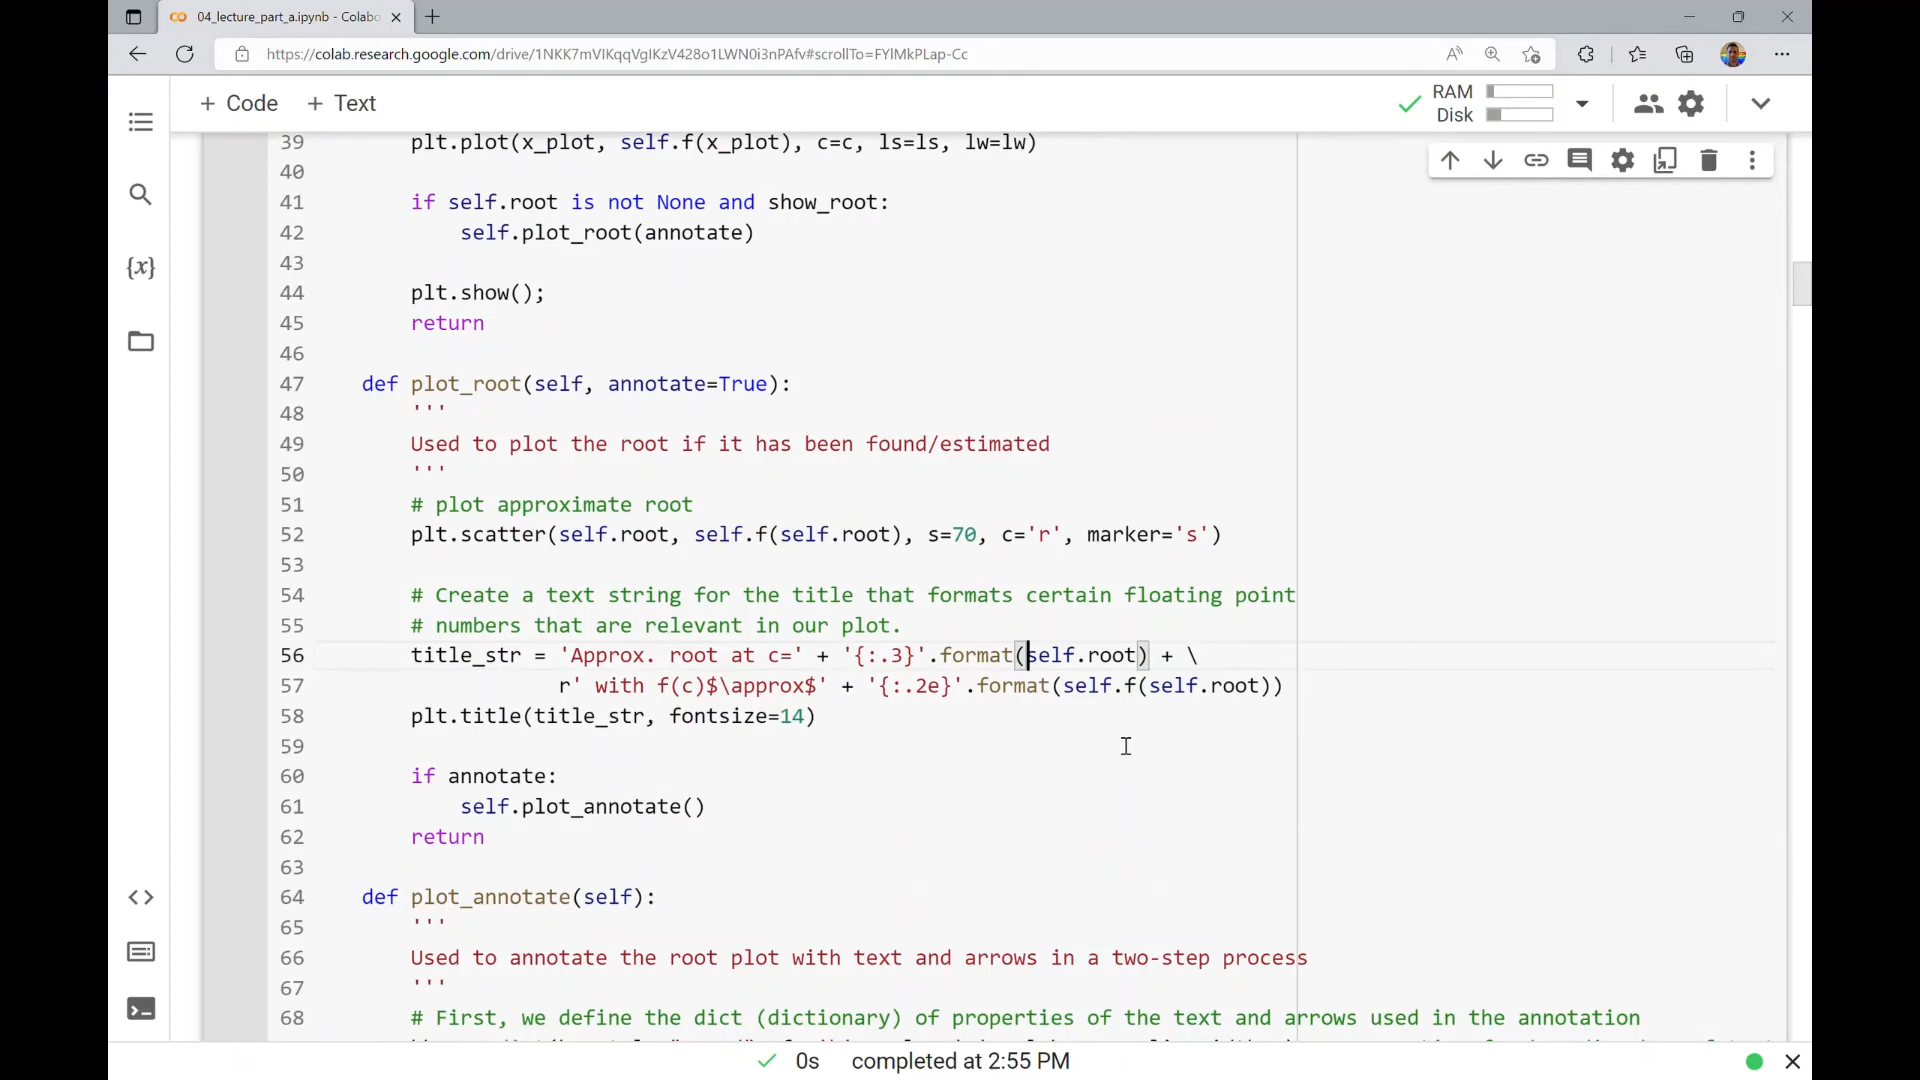 04_lecture_part_a.ipynb - Colabo
https://colab.research.google.com/drive/1NKK7mVIKqqVgIKzV428o1LWN0i3nPAfv#scrollTo=FYlMkPLap-Cc
+ Code + Text
RAM
Disk
39 plt.plot(x_plot, self.f(x_plot), c=c, ls=ls, lw=lw)
40
41 if self.root is not None and show_root:
42 self.plot_root(annotate)
43
44 plt.show();
45 return
46
47 def plot_root(self, annotate=True):
48 '''
49 Used to plot the root if it has been found/estimated
50 '''
51 # plot approximate root
52 plt.scatter(self.root, self.f(self.root), s=70, c='r', marker='s')
53
54 # Create a text string for the title that formats certain floating point
55 # numbers that are relevant in our plot.
56 title_str = 'Approx. root at c=' + '{:.3}'.format(self.root) + \
57 r' with f(c)$\approx$' + '{:.2e}'.format(self.f(self.root))
58 plt.title(title_str, fontsize=14)
59
60 if annotate:
61 self.plot_annotate()
62 return
63
64 def plot_annotate(self):
65 '''
66 Used to annotate the root plot with text and arrows in a two-step process
67 '''
68 # First, we define the dict (dictionary) of properties of the text and arrows used in the annotation
0s completed at 2:55 PM